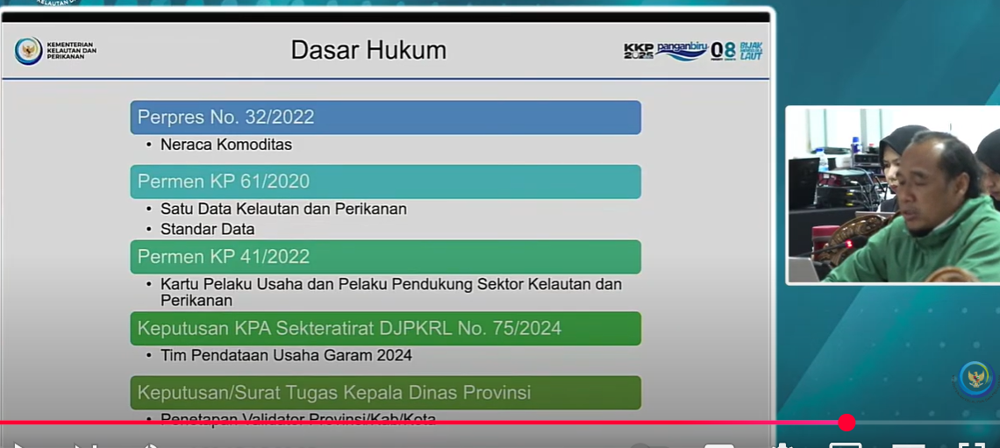 KELAUTAN D
KEMENTERIAN
KELAUTAN DAN
PERIKANAN
Dasar Hukum
KKP
2025
panganbiru
08
BIJAK
LAUT
Perpres No. 32/2022
• Neraca Komoditas
Permen KP 61/2020
• Satu Data Kelautan dan Perikanan
• Standar Data
Permen KP 41/2022
• Kartu Pelaku Usaha dan Pelaku Pendukung Sektor Kelautan dan
Perikanan
Keputusan KPA Sekteratirat DJPKRL No. 75/2024
• Tim Pendataan Usaha Garam 2024
Keputusan/Surat Tugas Kepala Dinas Provinsi
• Penetapan Validator Provinsi/Kab/Kota